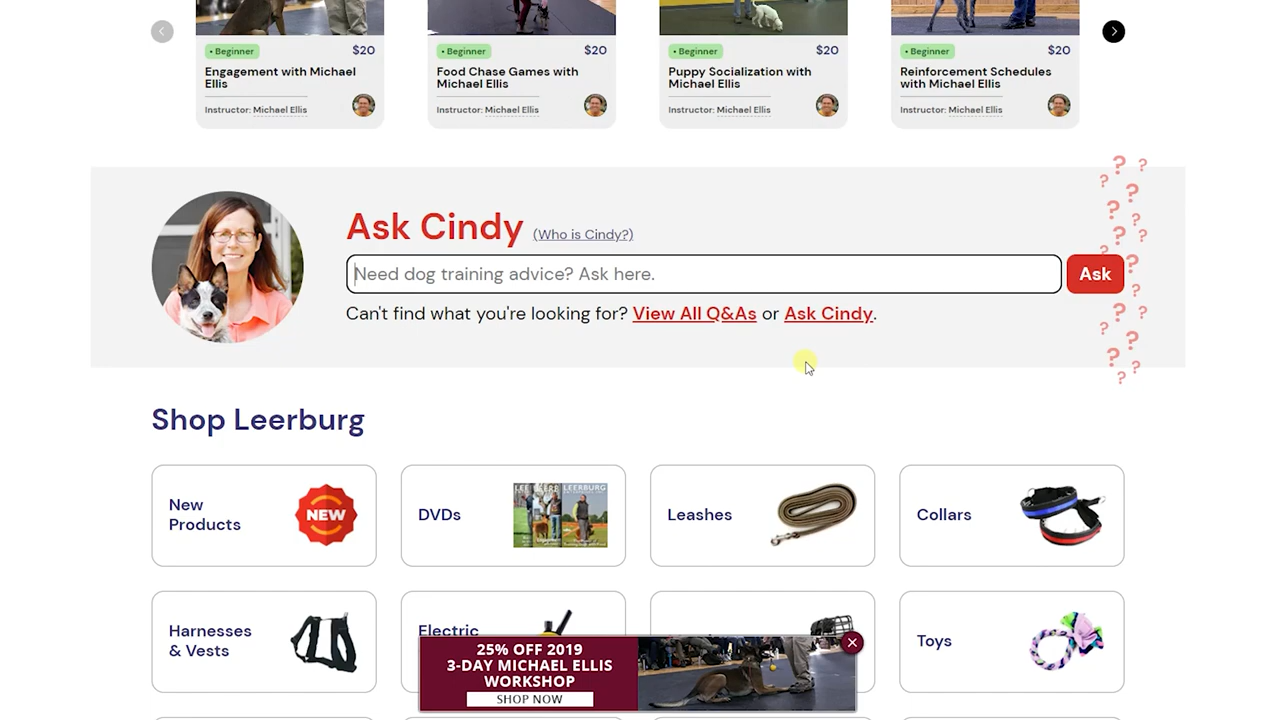 • Beginner
$20
Engagement with Michael
Ellis
Instructor: Michael Ellis
• Beginner
$20
Food Chase Games with
Michael Ellis
Instructor: Michael Ellis
• Beginner
$20
Puppy Socialization with
Michael Ellis
Instructor: Michael Ellis
• Beginner
$20
Reinforcement Schedules
with Michael Ellis
Instructor: Michael Ellis
Ask Cindy (Who is Cindy?)
Need dog training advice? Ask here.
Ask
Can't find what you're looking for? View All Q&As or Ask Cindy.
Shop Leerburg
New
Products
NEW
DVDs
Leashes
Collars
Harnesses
& Vests
Electric
Toys
25% OFF 2019
3-DAY MICHAEL ELLIS
WORKSHOP
SHOP NOW